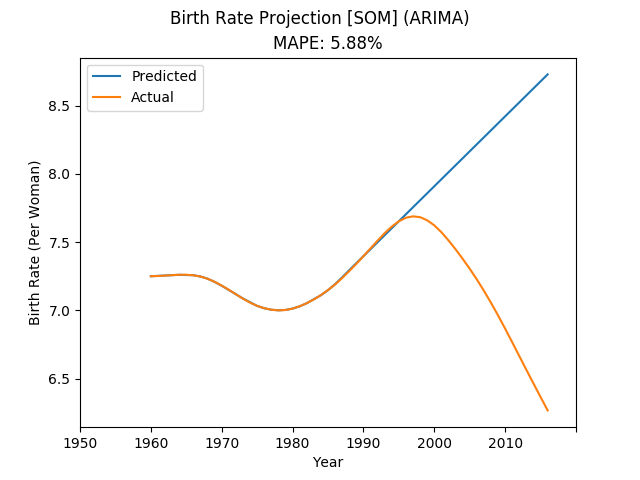 Birth Rate Projection [SOM] (ARIMA)
MAPE: 5.88%
Predicted
Actual
8.5
8.0
7.5
7.0
6.5
Birth Rate (Per Woman)
1950 1960 1970 1980 1990 2000 2010
Year